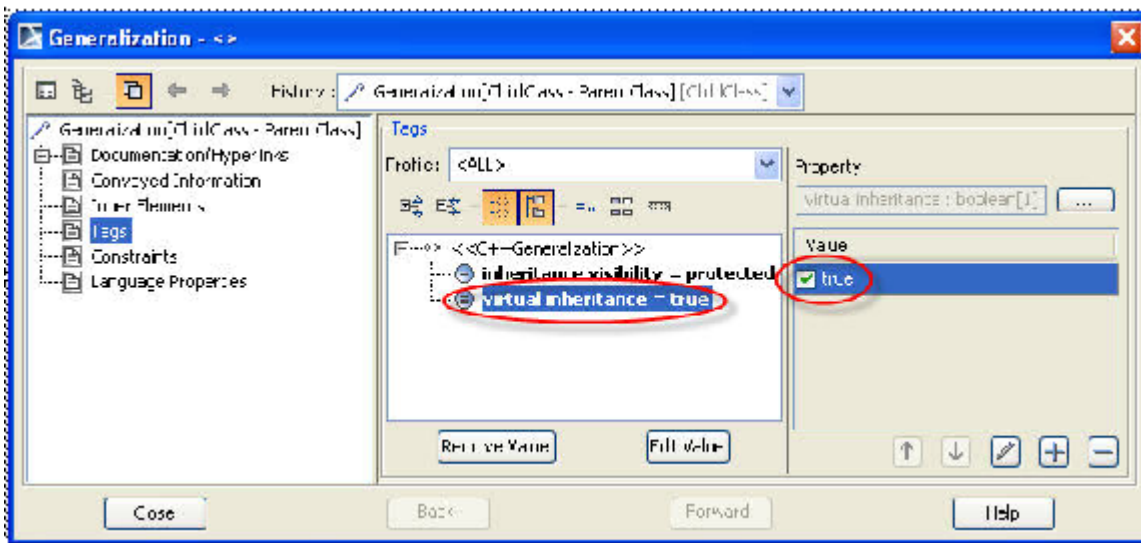 Generalization - <>
History: Generalization[ChildClass - ParentClass] [ChildClass]
Generalization[ChildClass - ParentClass]
Documentation/Hyperlinks
Conveyed Information
Inner Elements
Tags
Constraints
Language Properties
Tags
Profile: <ALL>
<<C++Generalization>>
inheritance visibility = protected
virtual inheritance = true
Remove Value
Edit Value
Property
virtual inheritance : boolean[1]
...
Value
true
Close
Back
Forward
Help